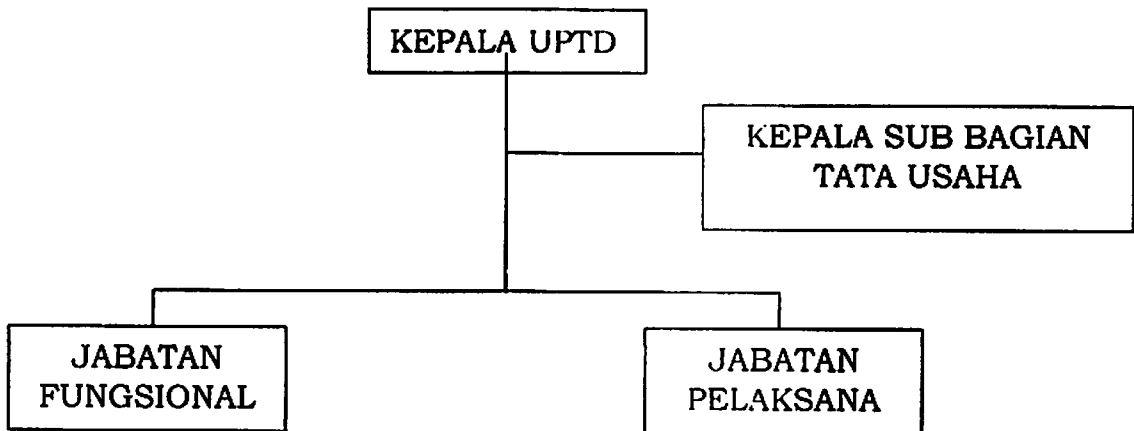 KEPALA UPTD
KEPALA SUB BAGIAN
TATA USAHA
JABATAN
FUNGSIONAL
JABATAN
PELAKSANA